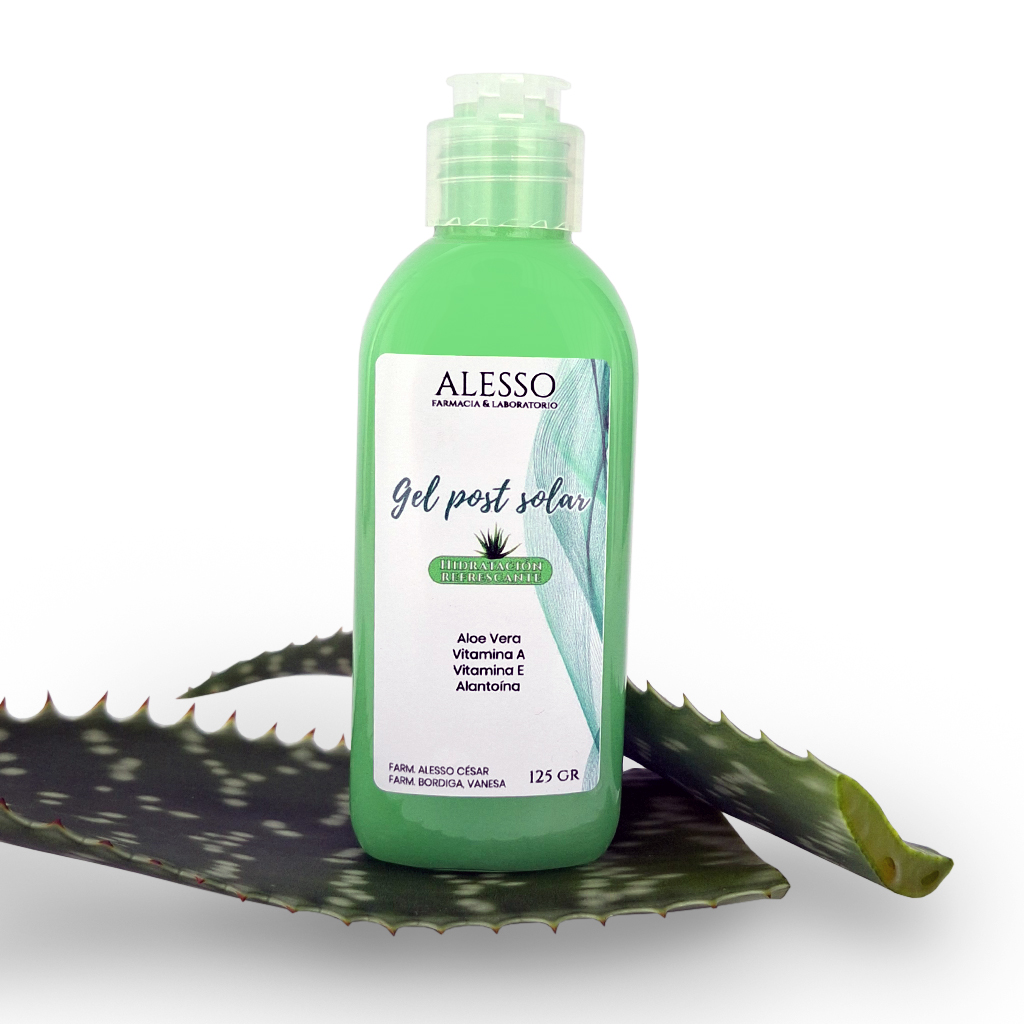 ALESSO
FARMACIA & LABORATORIO
Gel post solar
HIDRATACIÓN
REFRESCANTE
Aloe Vera
Vitamina A
Vitamina E
Alantoína
FARM. ALESSO CÉSAR
FARM. BORDIGA, VANESA
125 GR